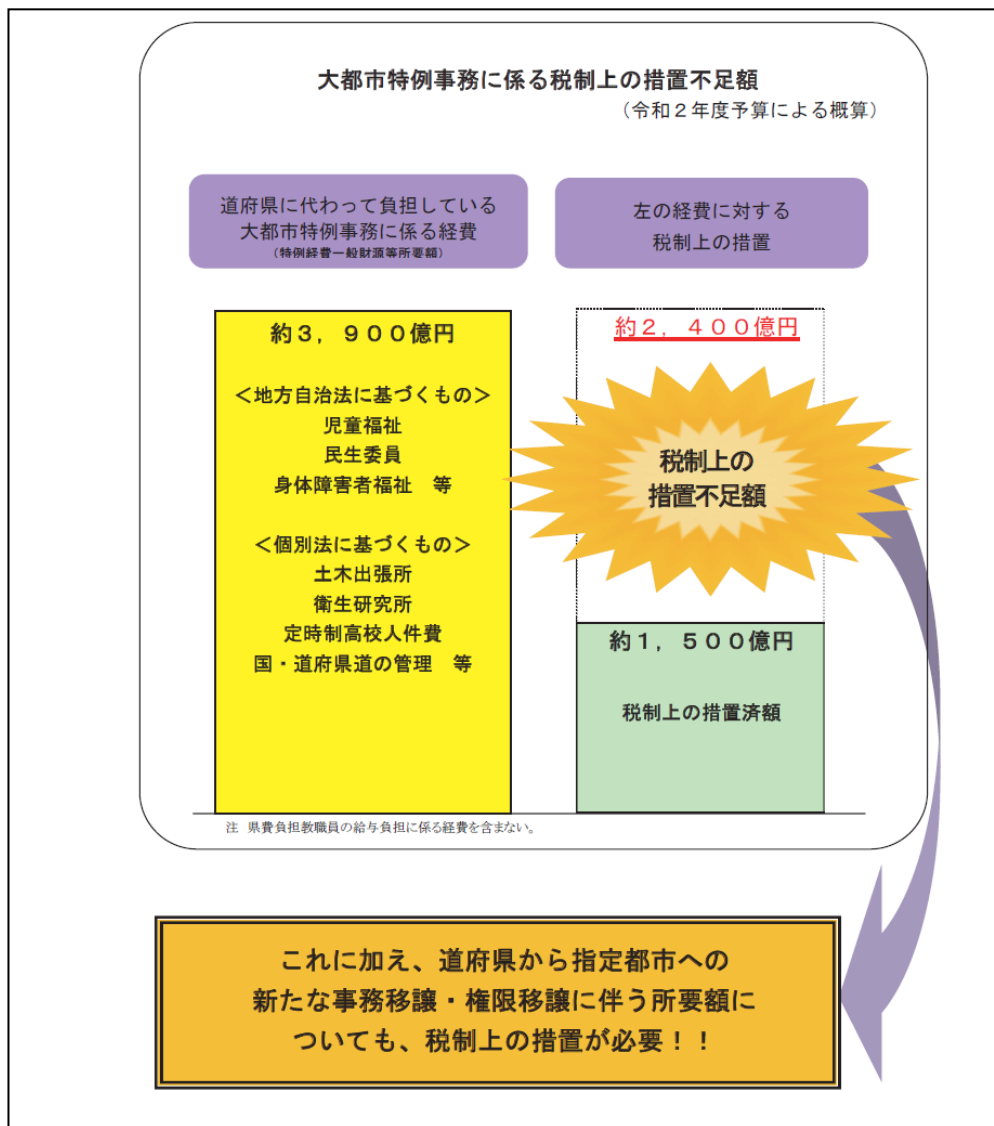 大都市特例事務に係る税制上の措置不足額
（令和２年度予算による概算）
道府県に代わって負担している
大都市特例事務に係る経費
（特例経費一般財源等所要額）
左の経費に対する
税制上の措置
約３，９００億円
＜地方自治法に基づくもの＞
児童福祉
民生委員
身体障害者福祉　等
＜個別法に基づくもの＞
土木出張所
衛生研究所
定時制高校人件費
国・道府県道の管理　等
約２，４００億円
税制上の
措置不足額
約１，５００億円
税制上の措置済額
注　県費負担教職員の給与負担に係る経費を含まない。
これに加え、道府県から指定都市への
新たな事務移譲・権限移譲に伴う所要額に
ついても、税制上の措置が必要！！